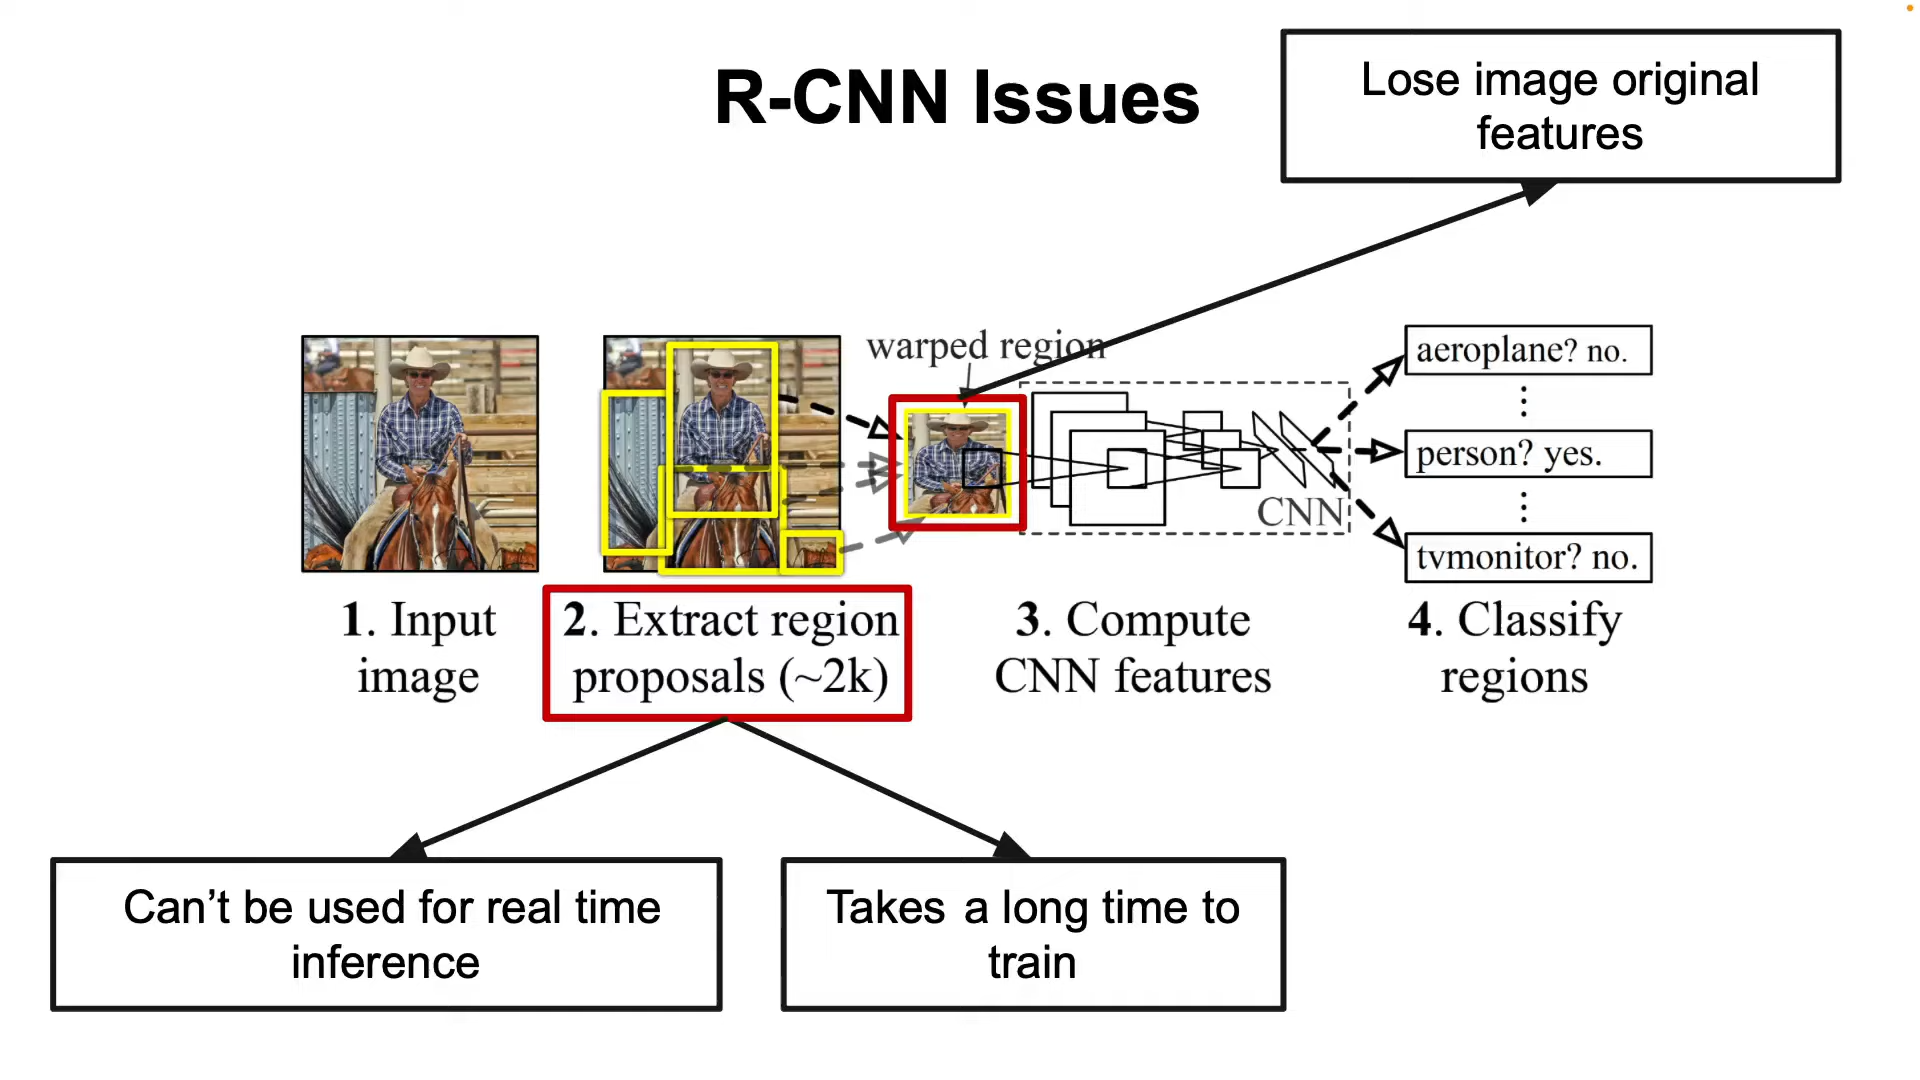 R-CNN Issues
Lose image original
features
warped region
aeroplane? no.
person? yes.
CNN
tvmonitor? no.
1. Input
image
2. Extract region
proposals (~2k)
3. Compute
CNN features
4. Classify
regions
Can’t be used for real time
inference
Takes a long time to
train